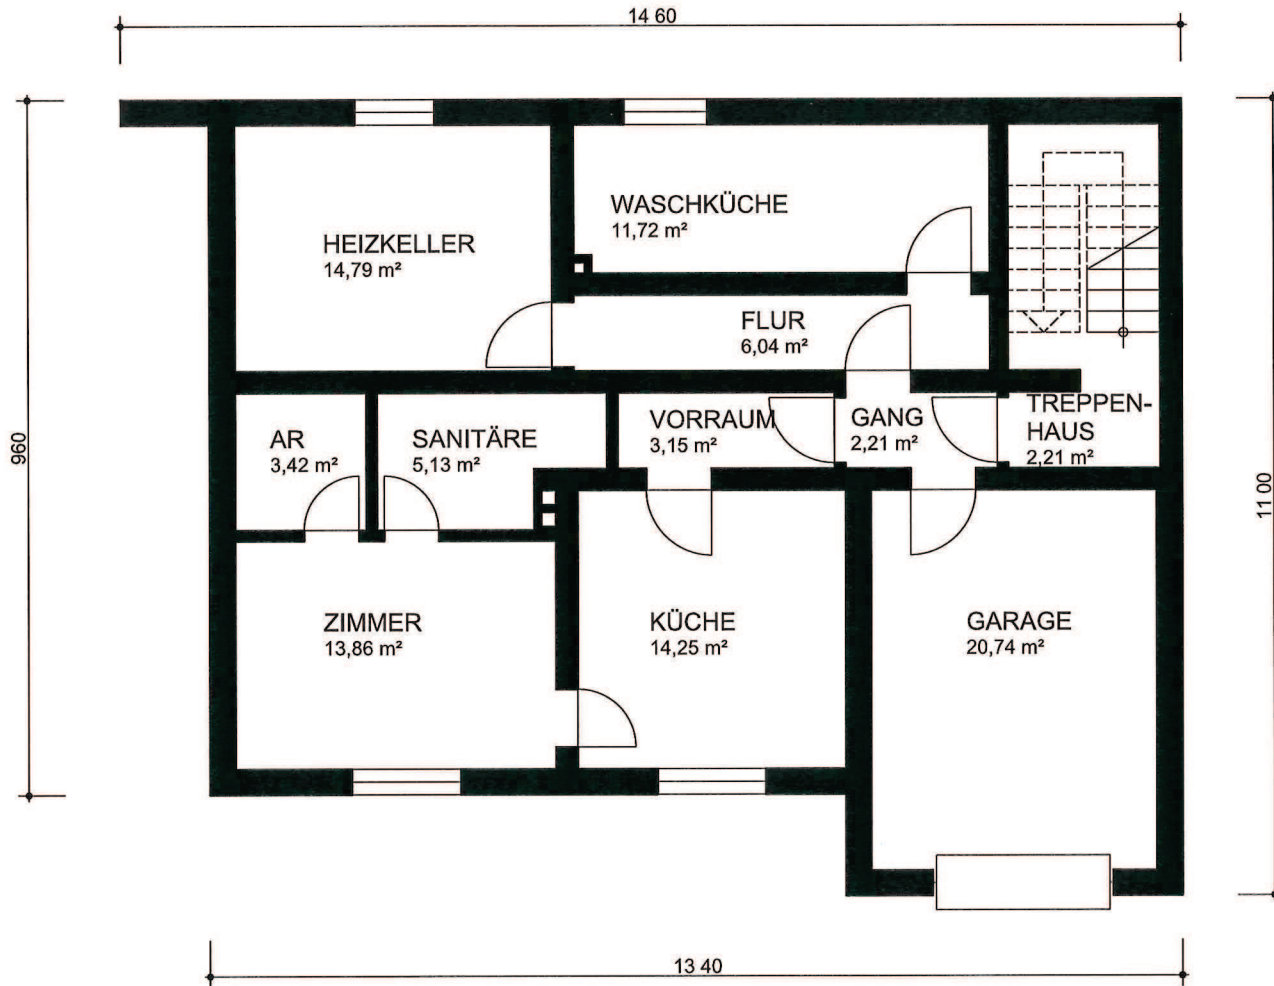 14 60
WASCHKÜCHE
11,72 m²
HEIZKELLER
14,79 m²
FLUR
6,04 m²
AR
3,42 m²
SANITÄRE
5,13 m²
VORRAUM
3,15 m²
GANG
2,21 m²
TREPPEN-
HAUS
2,21 m²
960
11 00
ZIMMER
13,86 m²
KÜCHE
14,25 m²
GARAGE
20,74 m²
13 40